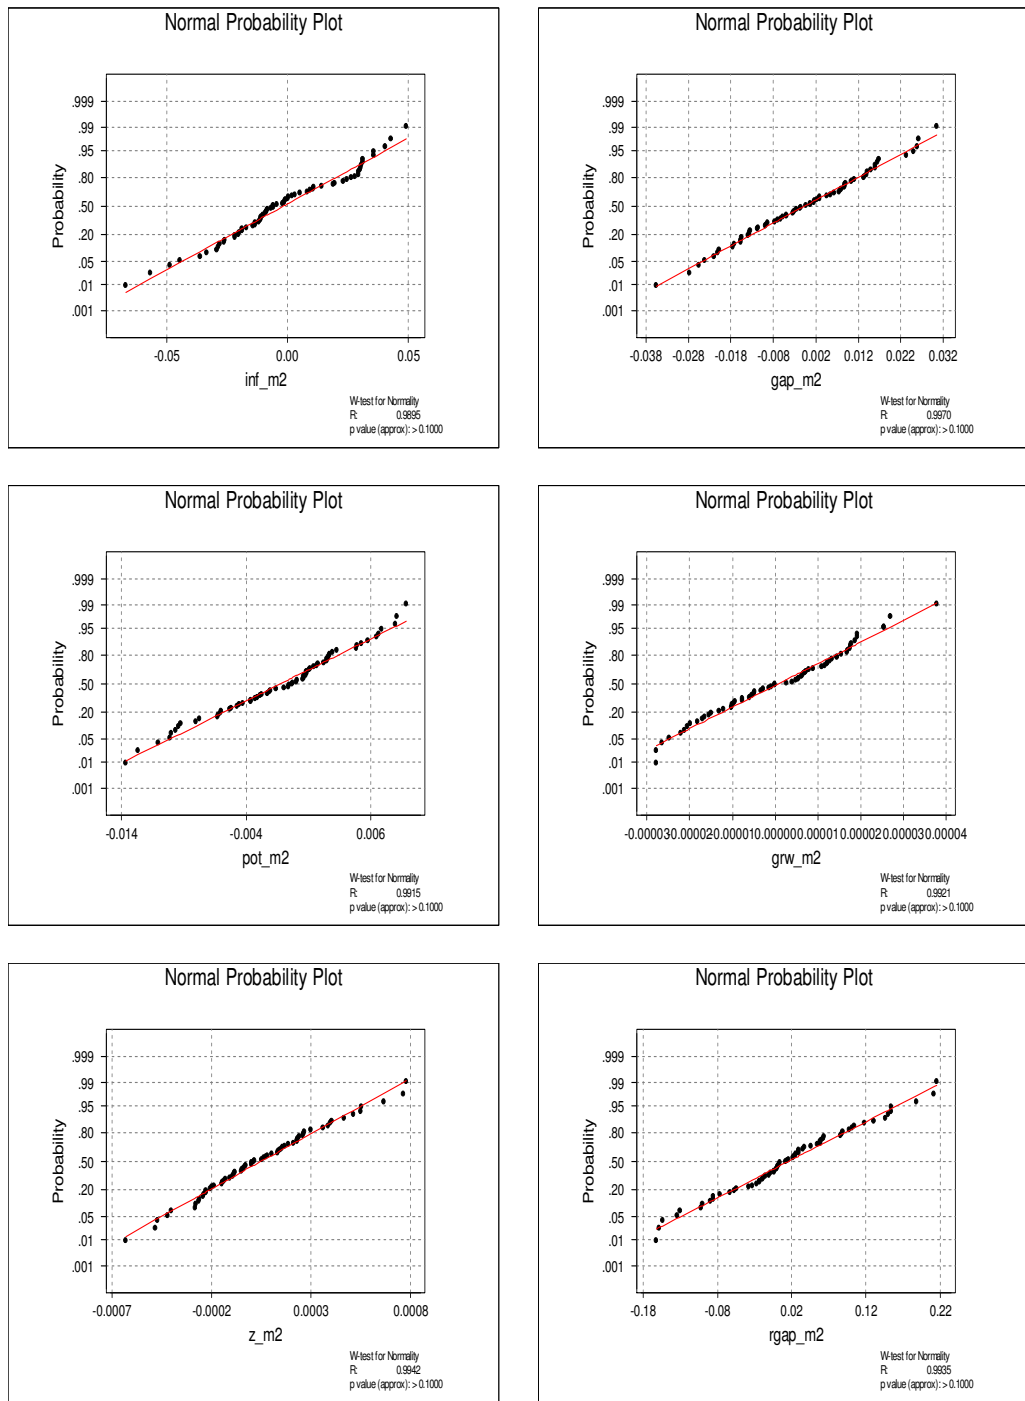 Normal Probability Plot
.999
.99
.95
.80
.50
.20
.05
.01
.001
Probability
-0.05 0.00 0.05
inf_m2
W-test for Normality
R: 0.9895
p value (approx): > 0.1000
Normal Probability Plot
.999
.99
.95
.80
.50
.20
.05
.01
.001
Probability
-0.038 -0.028 -0.018 -0.008 0.002 0.012 0.022 0.032
gap_m2
W-test for Normality
R: 0.9970
p value (approx): > 0.1000
Normal Probability Plot
.999
.99
.95
.80
.50
.20
.05
.01
.001
Probability
-0.014 -0.004 0.006
pot_m2
W-test for Normality
R: 0.9915
p value (approx): > 0.1000
Normal Probability Plot
.999
.99
.95
.80
.50
.20
.05
.01
.001
Probability
-0.000030.000020.000010.000000.000010.000020.000030.00004
grw_m2
W-test for Normality
R: 0.9921
p value (approx): > 0.1000
Normal Probability Plot
.999
.99
.95
.80
.50
.20
.05
.01
.001
Probability
-0.0007 -0.0002 0.0003 0.0008
z_m2
W-test for Normality
R: 0.9942
p value (approx): > 0.1000
Normal Probability Plot
.999
.99
.95
.80
.50
.20
.05
.01
.001
Probability
-0.18 -0.08 0.02 0.12 0.22
rgap_m2
W-test for Normality
R: 0.9935
p value (approx): > 0.1000